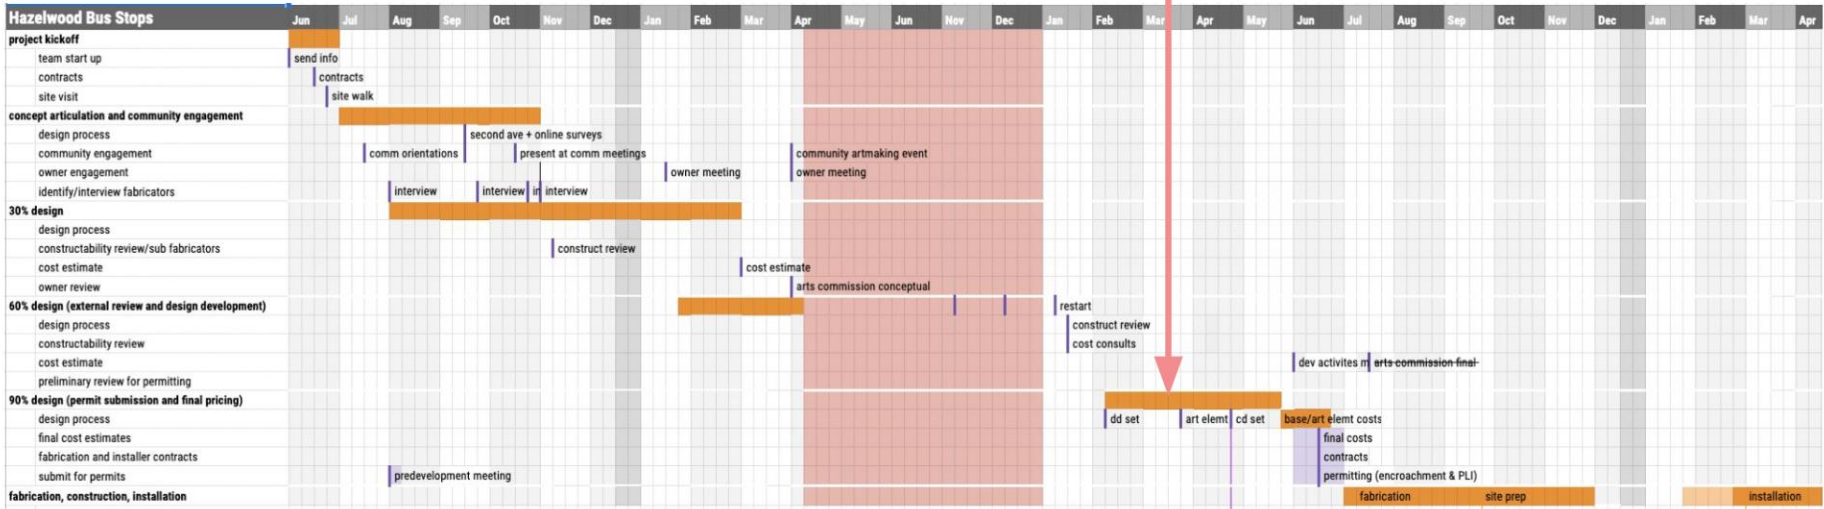 Hazelwood Bus Stops Jun Jul Aug Sep Oct Nov Dec Jan Feb Mar Apr May Jun Nov Dec Jan Feb Mar Apr May Jun Jul Aug Sep Oct Nov Dec Jan Feb Mar Apr
project kickoff
team start up send info
contracts contracts
site visit site walk
concept articulation and community engagement
design process second ave + online surveys
community engagement comm orientations present at comm meetings community artmaking event
owner engagement owner meeting owner meeting
identify/interview fabricators interview interview in interview
30% design
design process
constructability review/sub fabricators construct review
cost estimate cost estimate
owner review arts commission conceptual
60% design (external review and design development) restart
design process construct review
constructability review cost consults
cost estimate dev activites m arts commission final
preliminary review for permitting
90% design (permit submission and final pricing)
design process dd set art elemt cd set base/art elemt costs
final cost estimates final costs
fabrication and installer contracts contracts
submit for permits predevelopment meeting permitting (encroachment & PLI)
fabrication, construction, installation fabrication site prep installation